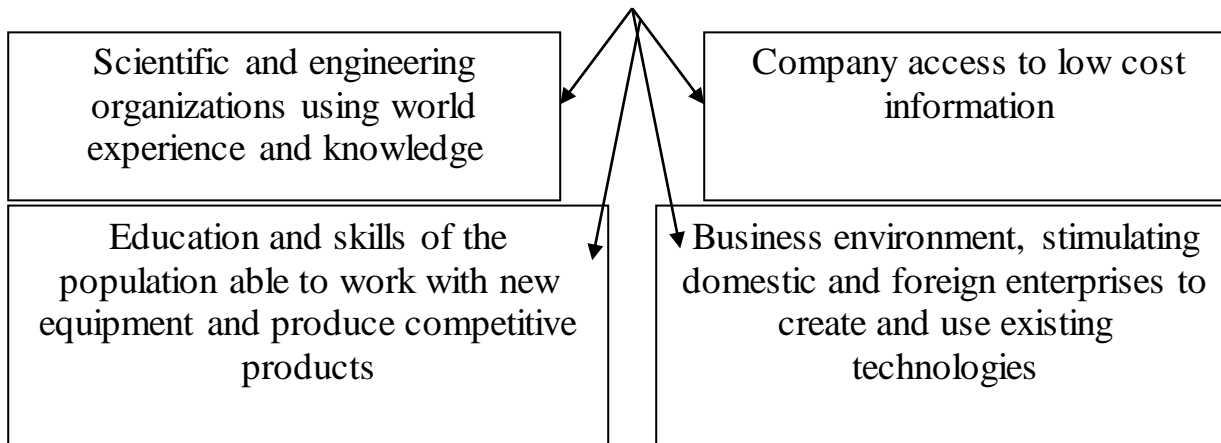 Scientific and engineering
organizations using world
experience and knowledge
Company access to low cost
information
Education and skills of the
population able to work with new
equipment and produce competitive
products
Business environment, stimulating
domestic and foreign enterprises to
create and use existing
technologies